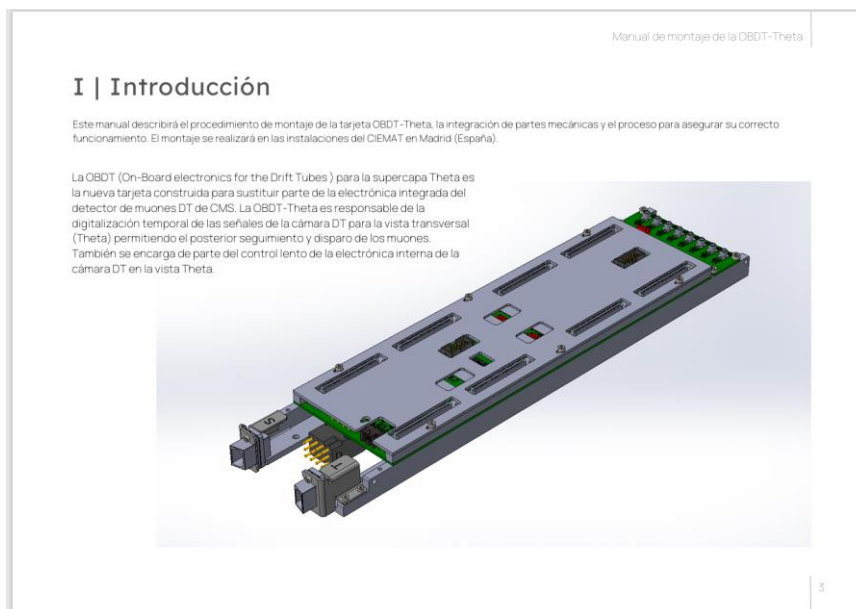 Manual de montaje de la OBDT-Theta
I | Introducción
Este manual describirá el procedimiento de montaje de la tarjeta OBDT-Theta, la integración de partes mecánicas y el proceso para asegurar su correcto
funcionamiento. El montaje se realizará en las instalaciones del CIEMAT en Madrid (España).
La OBDT (On-Board electronics for the Drift Tubes ) para la supercapa Theta es
la nueva tarjeta construida para sustituir parte de la electrónica integrada del
detector de muones DT de CMS. La OBDT-Theta es responsable de la
digitalización temporal de las señales de la cámara DT para la vista transversal
(Theta) permitiendo el posterior seguimiento y disparo de los muones.
También se encarga de parte del control lento de la electrónica interna de la
cámara DT en la vista Theta.
S
T
3